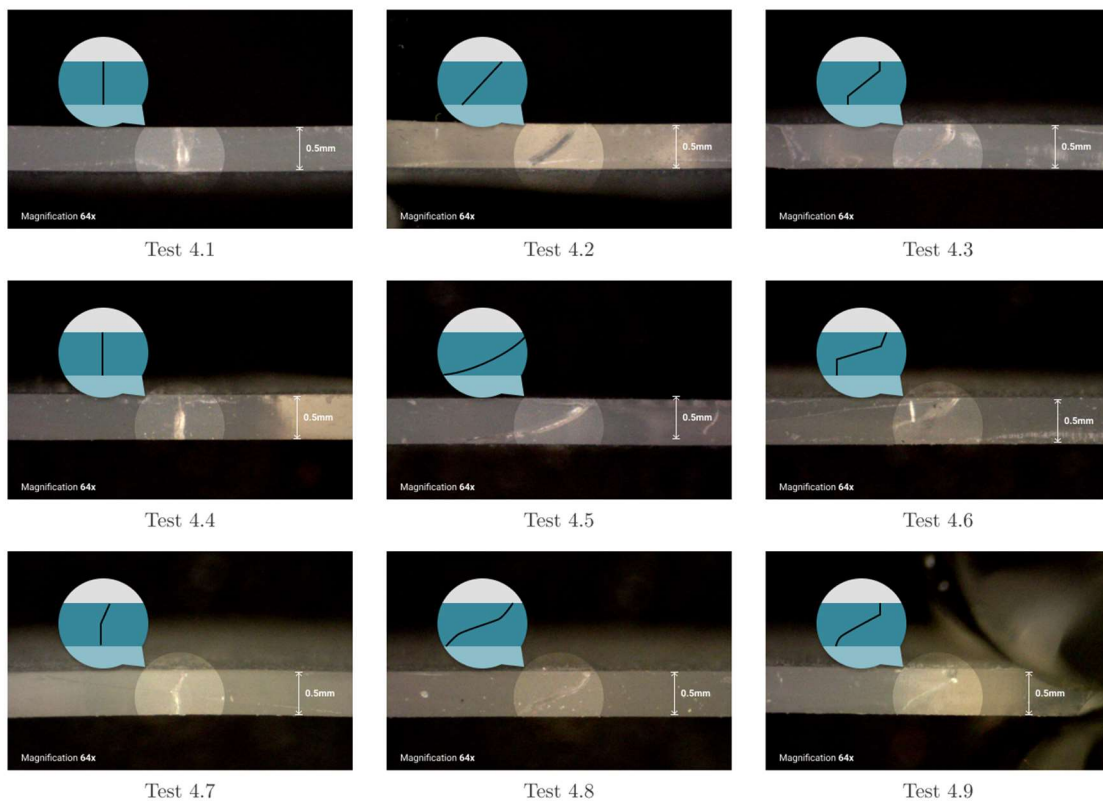 0.5mm
0.5mm
0.5mm
Magnification 64x
Magnification 64x
Magnification 64x
Test 4.1
Test 4.2
Test 4.3
0.5mm
0.5mm
0.5mm
Magnification 64x
Magnification 64x
Magnification 64x
Test 4.4
Test 4.5
Test 4.6
0.5mm
0.5mm
0.5mm
Magnification 64x
Magnification 64x
Magnification 64x
Test 4.7
Test 4.8
Test 4.9